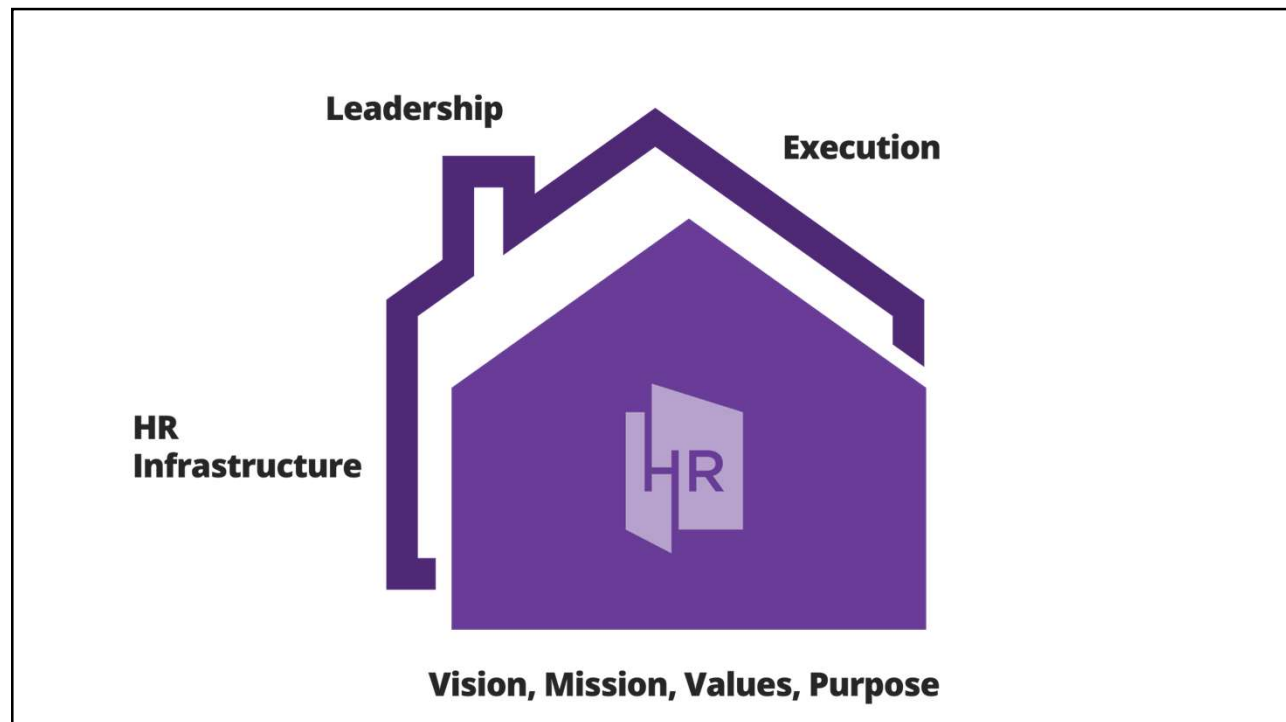 Leadership
Execution
HR
Infrastructure
HR
Vision, Mission, Values, Purpose